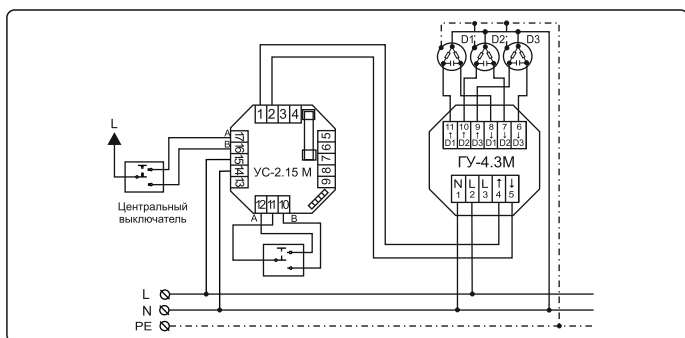 D1 D2 D3
L
1 2 3 4
A 17
B 16
15
14
13
5
6
7
8
9
УС-2.15 М
12 11 10
A B
Центральный
выключатель
11 10 9 8 7 6
↑ ↑ ↑ ↓ ↓ ↓
D1 D2 D3 D1 D2 D3
ГУ-4.3М
N L L ↑ ↓
1 2 3 4 5
L
N
PE